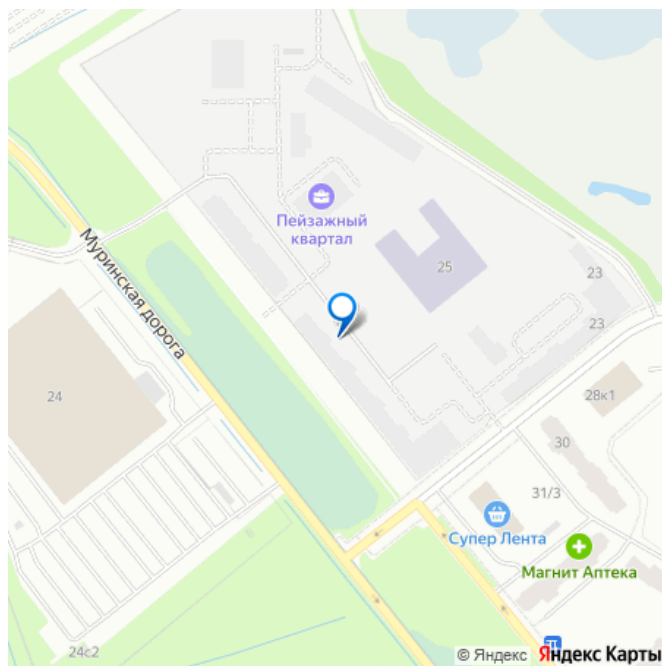 Пейзажный
квартал
25
23
Муринская дорога
23
24
28к1
30
31/3
Супер Лента
Магнит Аптека
24с2
© Яндекс Яндекс Карты